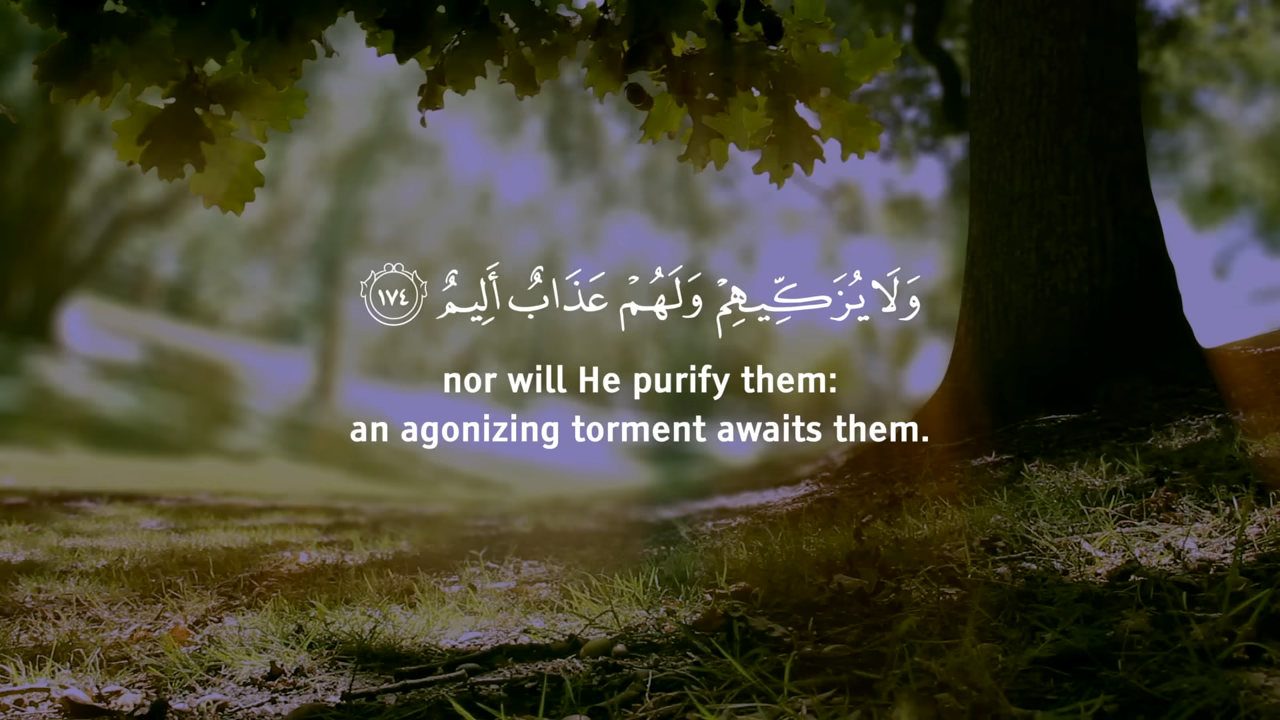 وَلَا يُزَكِّيهِمْ وَلَهُمْ عَذَابٌ أَلِيمٌ ١٧٤
nor will He purify them:
an agonizing torment awaits them.